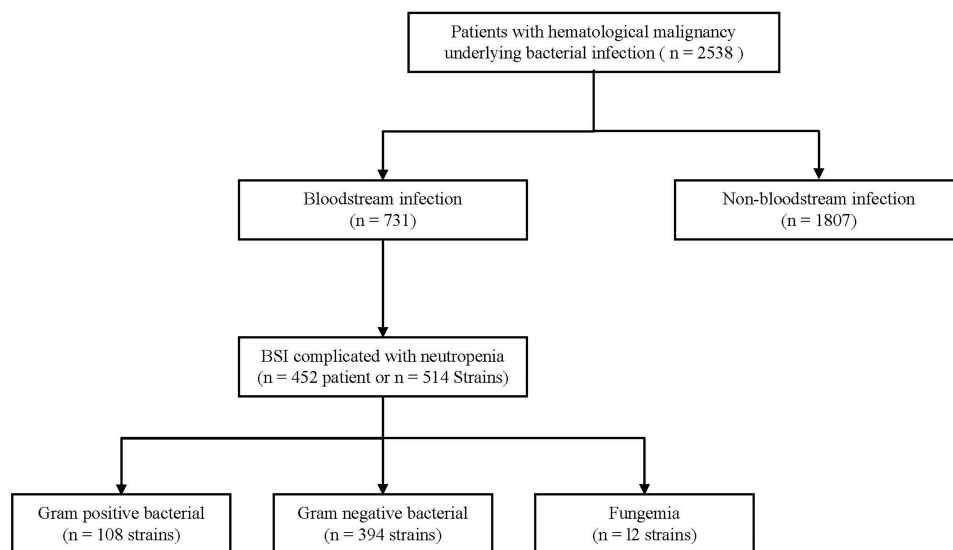 Patients with hematological malignancy
underlying bacterial infection ( n = 2538 )
Bloodstream infection
(n = 731)
Non-bloodstream infection
(n = 1807)
BSI complicated with neutropenia
(n = 452 patient or n = 514 Strains)
Gram positive bacterial
(n = 108 strains)
Gram negative bacterial
(n = 394 strains)
Fungemia
(n = l2 strains)